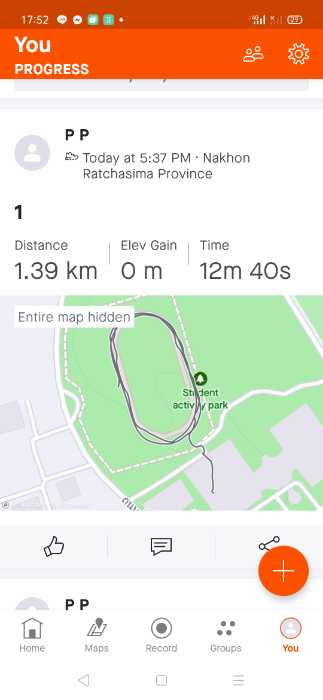 17:52
29
You
PROGRESS
P P
Today at 5:37 PM · Nakhon
Ratchasima Province
1
Distance
Elev Gain
Time
1.39 km
0 m
12m 40s
Entire map hidden
Student
activity park
P P
Home
Maps
Record
Groups
You